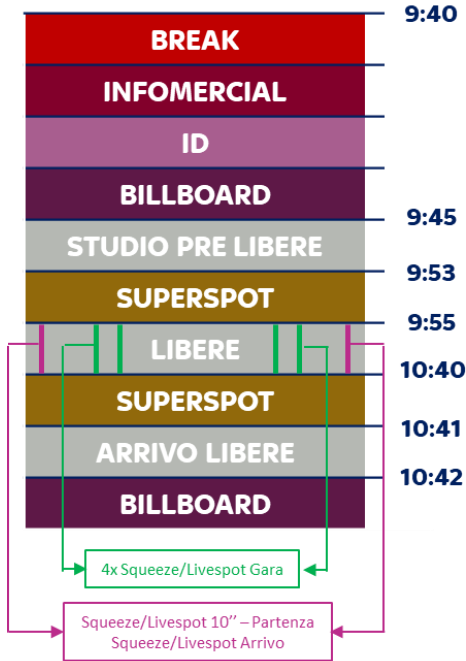 9:40
BREAK
INFOMERCIAL
ID
BILLBOARD
9:45
STUDIO PRE LIBERE
9:53
SUPERSPOT
9:55
LIBERE
10:40
SUPERSPOT
10:41
ARRIVO LIBERE
10:42
BILLBOARD
4x Squeeze/Livespot Gara
Squeeze/Livespot 10’’ – Partenza
Squeeze/Livespot Arrivo